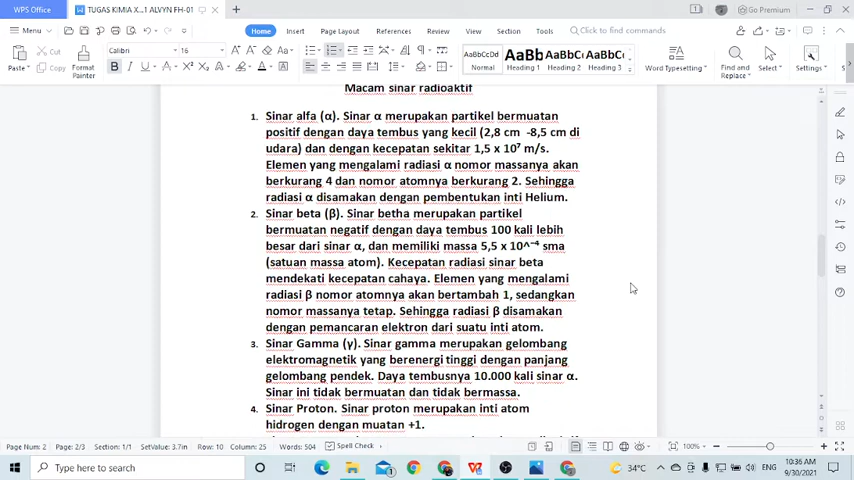 WPS Office
TUGAS KIMIA X...1 ALVYN FH-01
1
Go Premium
Menu
Home
Insert
Page Layout
References
Review
View
Section
Tools
Click to find commands
Paste
Cut
Copy
Format Painter
Calibri
16
AaBbCcDd
Normal
AaBb
Heading 1
AaBbC
Heading 2
AaBbC
Heading 3
Word Typesetting
Find and Replace
Select
Settings
Macam sinar radioaktif
1. Sinar alfa (α). Sinar α merupakan partikel bermuatan
positif dengan daya tembus yang kecil (2,8 cm -8,5 cm di
udara) dan dengan kecepatan sekitar 1,5 x 10⁷ m/s.
Elemen yang mengalami radiasi α nomor massanya akan
berkurang 4 dan nomor atomnya berkurang 2. Sehingga
radiasi α disamakan dengan pembentukan inti Helium.
2. Sinar beta (β). Sinar betha merupakan partikel
bermuatan negatif dengan daya tembus 100 kali lebih
besar dari sinar α, dan memiliki massa 5,5 x 10^⁻⁴ sma
(satuan massa atom). Kecepatan radiasi sinar beta
mendekati kecepatan cahaya. Elemen yang mengalami
radiasi β nomor atomnya akan bertambah 1, sedangkan
nomor massanya tetap. Sehingga radiasi β disamakan
dengan pemancaran elektron dari suatu inti atom.
3. Sinar Gamma (γ). Sinar gamma merupakan gelombang
elektromagnetik yang berenergi tinggi dengan panjang
gelombang pendek. Daya tembusnya 10.000 kali sinar α.
Sinar ini tidak bermuatan dan tidak bermassa.
4. Sinar Proton. Sinar proton merupakan inti atom
hidrogen dengan muatan +1.
Page Num: 2 Page: 2/3 Section: 1/1 SetValue: 3.7in Row: 10 Column: 25 Words: 504 Spell Check 100%
Type here to search
34°C
ENG
10:36 AM
9/30/2021